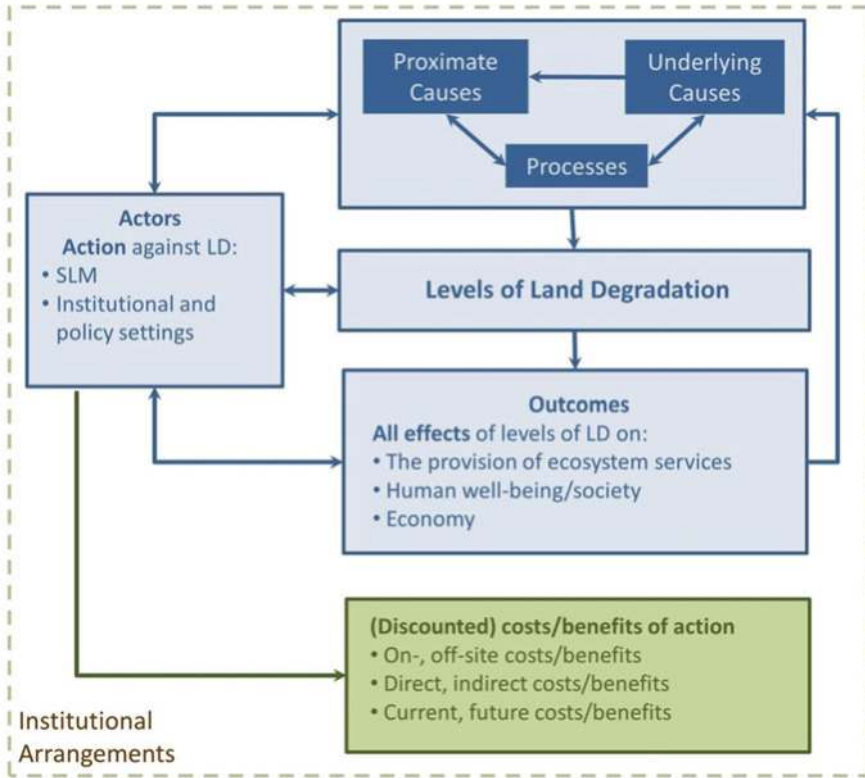 Proximate
Causes
Underlying
Causes
Processes
Actors
Action against LD:
• SLM
• Institutional and
policy settings
Levels of Land Degradation
Outcomes
All effects of levels of LD on:
• The provision of ecosystem services
• Human well-being/society
• Economy
(Discounted) costs/benefits of action
• On-, off-site costs/benefits
• Direct, indirect costs/benefits
• Current, future costs/benefits
Institutional
Arrangements